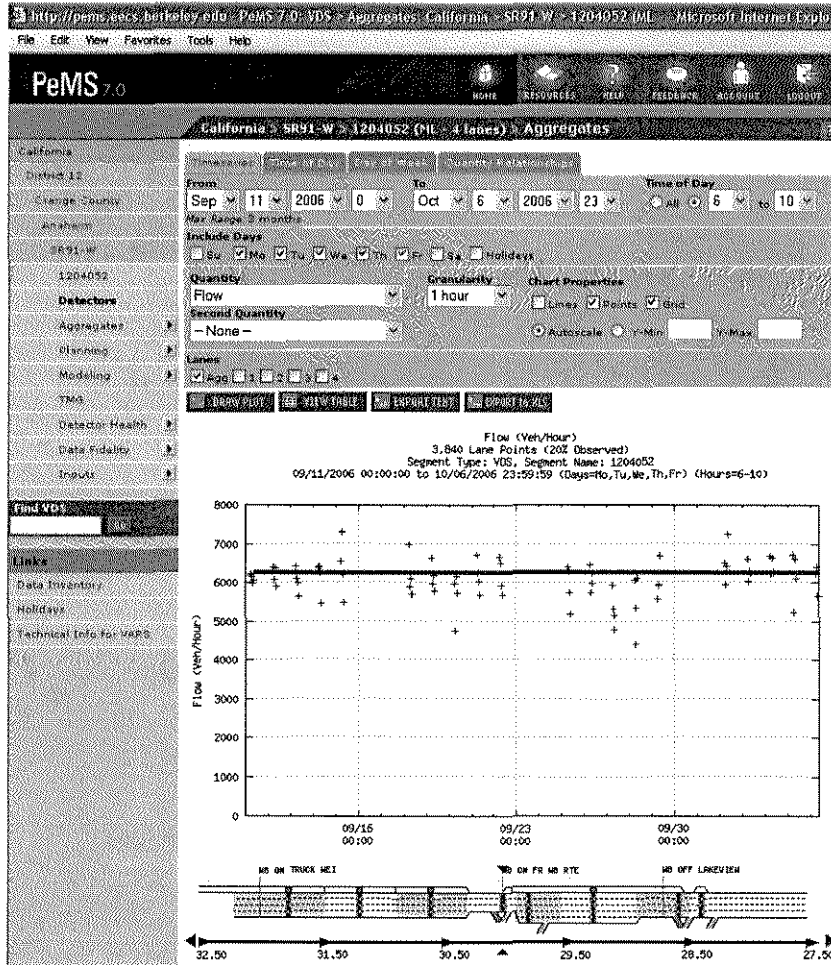 http://pems.eecs.berkeley.edu - PeMS 7.0: VDS > Aggregates: California > SR91-W > 1204052 (ML - Microsoft Internet Explo
File Edit View Favorites Tools Help
PeMS 7.0
HOME RESOURCES HELP FEEDBACK ACCOUNT LOGOUT
California > SR91-W > 1204052 (ML - 4 lanes) > Aggregates
California
District 12
Orange County
Anaheim
SR91-W
1204052
Detectors
Aggregates
Planning
Modeling
TMG
Detector Health
Data Fidelity
Inputs
Find VDS
Links
Data Inventory
Holidays
Technical Info for VARS
From To Time of Day
Sep 11 2006 0 Oct 6 2006 23 All 6 to 10
Max Range 3 months
Include Days
Su Mo Tu We Th Fr Sa Holidays
Quantity Granularity Chart Properties
Flow 1 hour Lines Points Grid
Second Quantity
-- None -- Autoscale Y-Min Y-Max
Lanes
Agg 1 2 3 4
DRAW PLOT VIEW TABLE EXPORT TEXT EXPORT to XLS
Flow (Veh/Hour)
3,840 Lane Points (20% Observed)
Segment Type: VDS, Segment Name: 1204052
09/11/2006 00:00:00 to 10/06/2006 23:59:59 (Days=Mo,Tu,We,Th,Fr) (Hours=6-10)
Flow (Veh/Hour)
8000
7000
6000
5000
4000
3000
2000
1000
0
09/16 00:00
09/23 00:00
09/30 00:00
WB ON TRUCK WEI WB ON FR NB RTE WB OFF LAKEVIEW
32.50 31.50 30.50 29.50 28.50 27.50